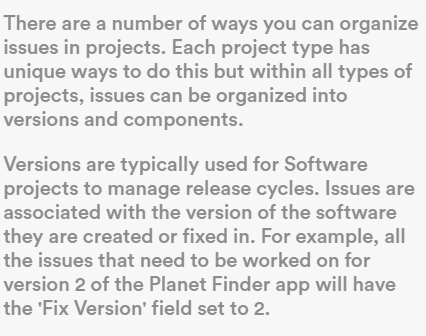 There are a number of ways you can organize
issues in projects. Each project type has
unique ways to do this but within all types of
projects, issues can be organized into
versions and components.
Versions are typically used for Software
projects to manage release cycles. Issues are
associated with the version of the software
they are created or fixed in. For example, all
the issues that need to be worked on for
version 2 of the Planet Finder app will have
the 'Fix Version' field set to 2.